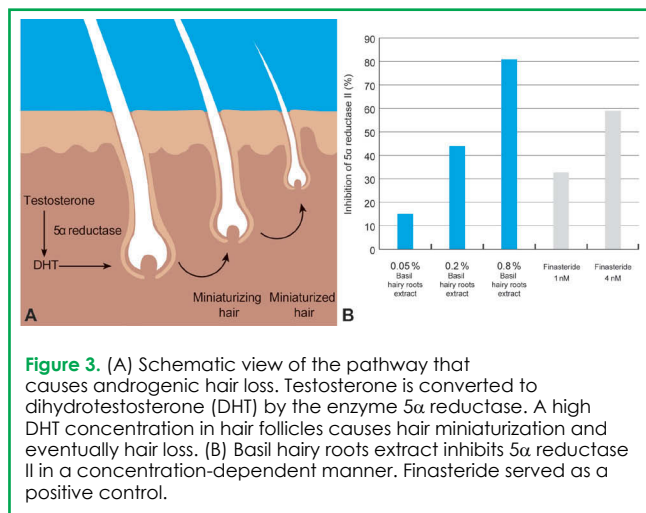 Testosterone
5α reductase
DHT
Miniaturizing
hair
Miniaturized
hair
A
Inhibition of 5α reductase II (%)
90
80
70
60
50
40
30
20
10
0
0.05%
Basil
hairy roots
extract
0.2%
Basil
hairy roots
extract
0.8%
Basil
hairy roots
extract
Finasteride
1 nM
Finasteride
4 nM
B
Figure 3. (A) Schematic view of the pathway that
causes androgenic hair loss. Testosterone is converted to
dihydrotestosterone (DHT) by the enzyme 5α reductase. A high
DHT concentration in hair follicles causes hair miniaturization and
eventually hair loss. (B) Basil hairy roots extract inhibits 5α reductase
II in a concentration-dependent manner. Finasteride served as a
positive control.